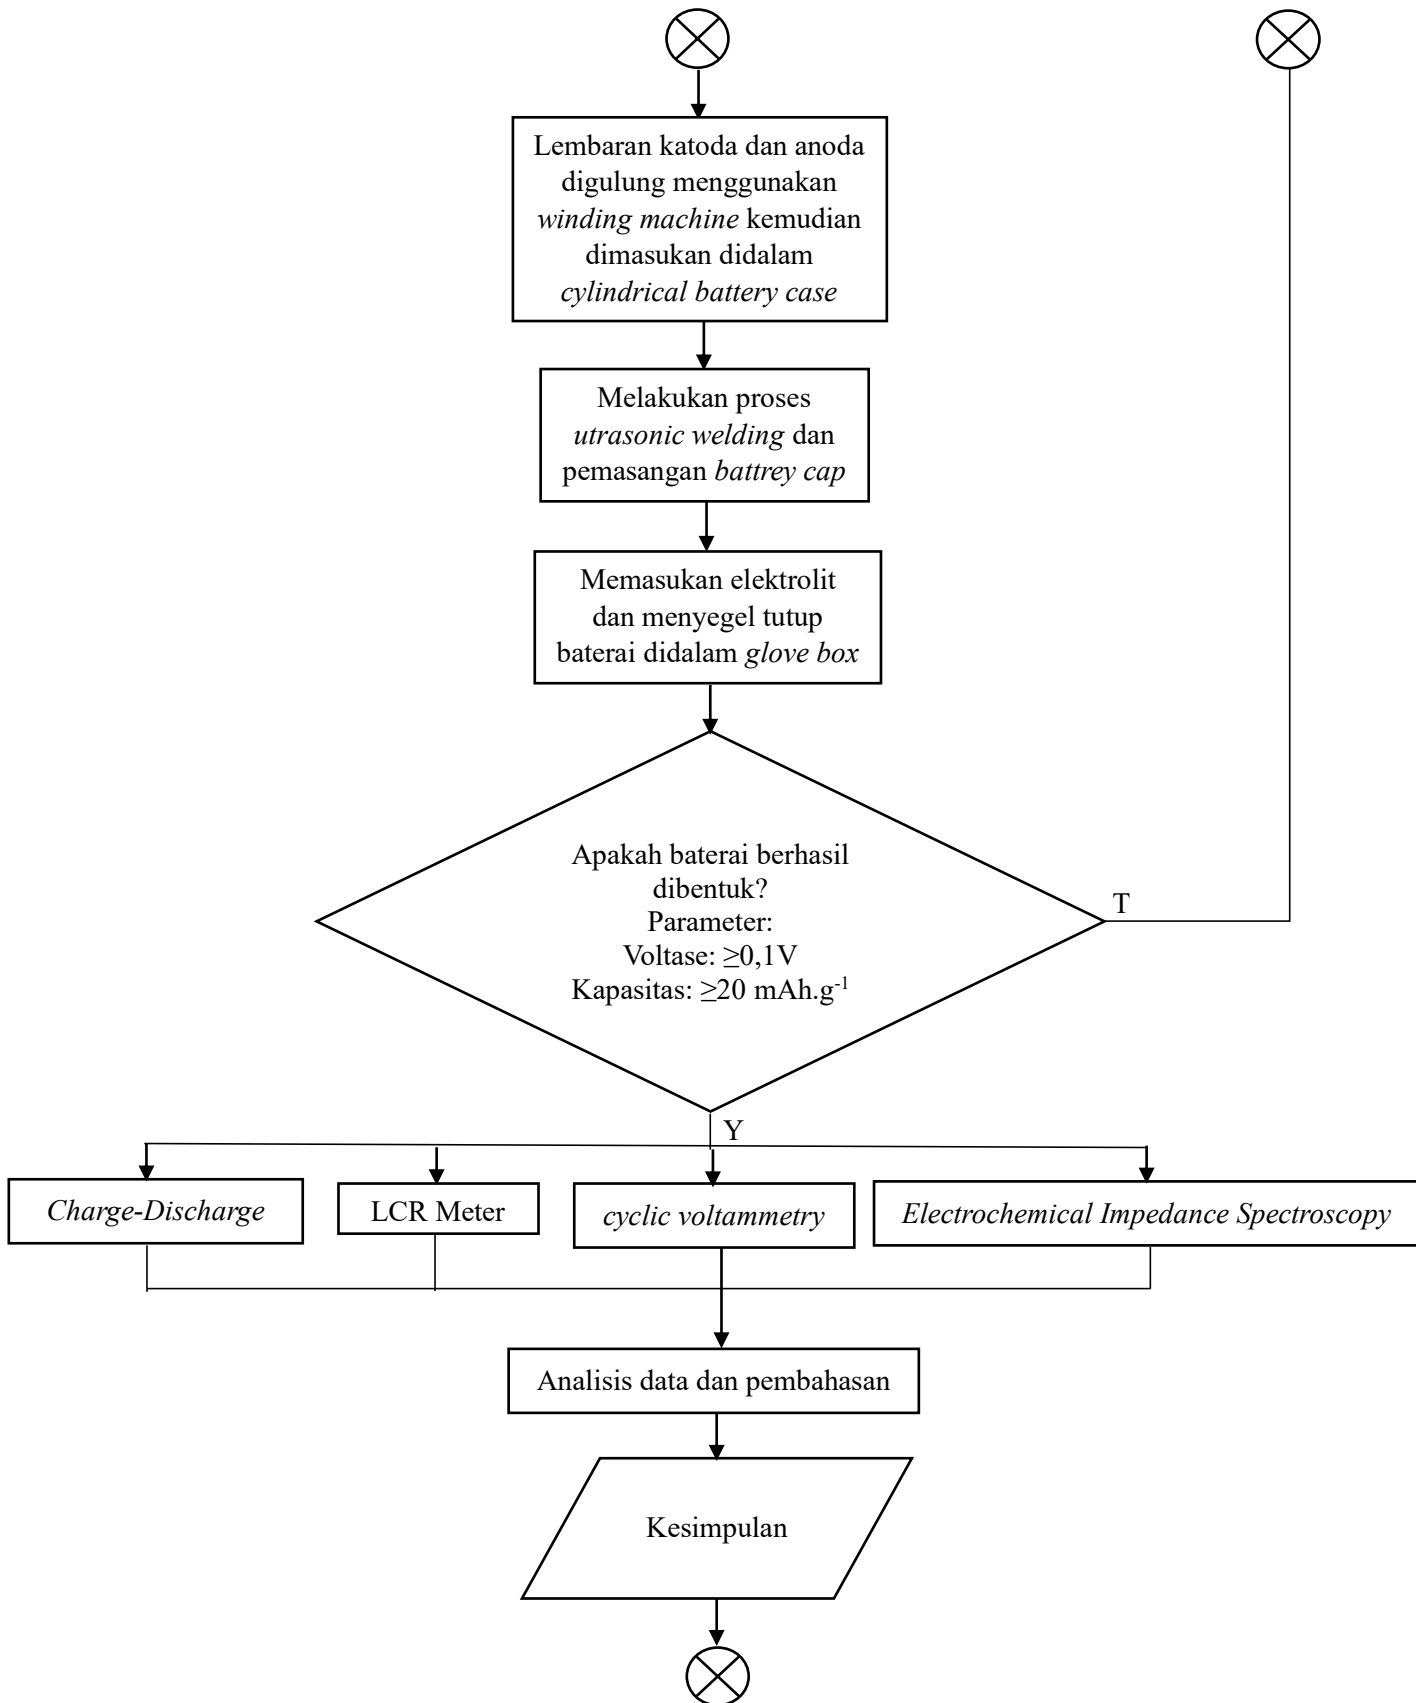 Lembaran katoda dan anoda
digulung menggunakan
winding machine kemudian
dimasukan didalam
cylindrical battery case
Melakukan proses
utrasonic welding dan
pemasangan battrey cap
Memasukan elektrolit
dan menyegel tutup
baterai didalam glove box
Apakah baterai berhasil
dibentuk?
Parameter:
Voltase: ≥0,1V
Kapasitas: ≥20 mAh.g⁻¹
T
Y
Charge-Discharge
LCR Meter
cyclic voltammetry
Electrochemical Impedance Spectroscopy
Analisis data dan pembahasan
Kesimpulan